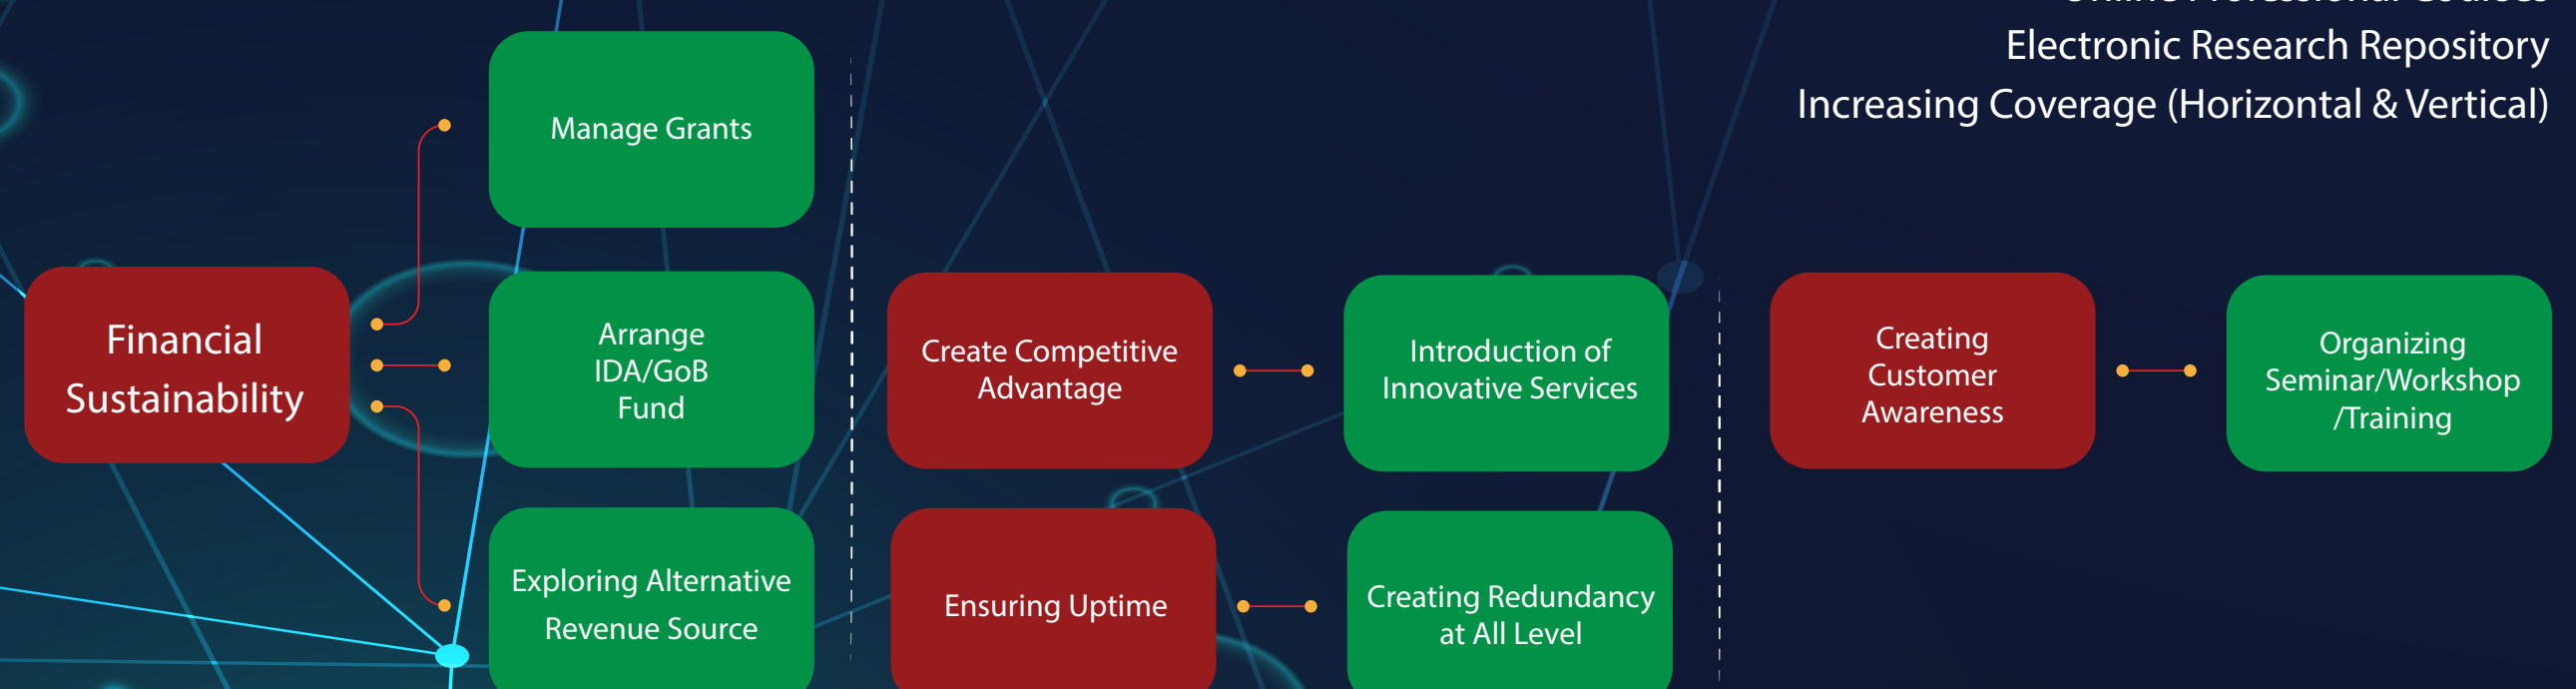 Electronic Research Repository
Increasing Coverage (Horizontal & Vertical)
Manage Grants
Financial
Sustainability
Arrange
IDA/GoB
Fund
Exploring Alternative
Revenue Source
Create Competitive
Advantage
Introduction of
Innovative Services
Ensuring Uptime
Creating Redundancy
at All Level
Creating
Customer
Awareness
Organizing
Seminar/Workshop
/Training